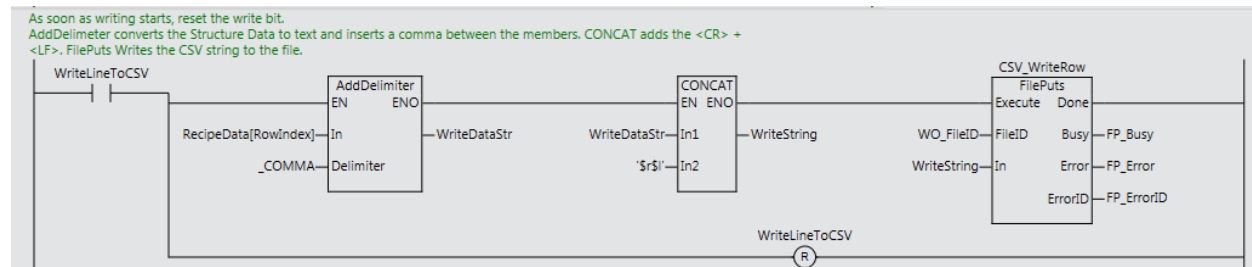 As soon as writing starts, reset the write bit.
AddDelimeter converts the Structure Data to text and inserts a comma between the members. CONCAT adds the <CR> +
<LF>. FilePuts Writes the CSV string to the file.
WriteLineToCSV
AddDelimiter
EN ENO
RecipeData[RowIndex] In WriteDataStr
_COMMA Delimiter
CONCAT
EN ENO
WriteDataStr In1 WriteString
'$r$l' In2
CSV_WriteRow
FilePuts
Execute Done
WO_FileID FileID Busy FP_Busy
WriteString In Error FP_Error
ErrorID FP_ErrorID
WriteLineToCSV
R